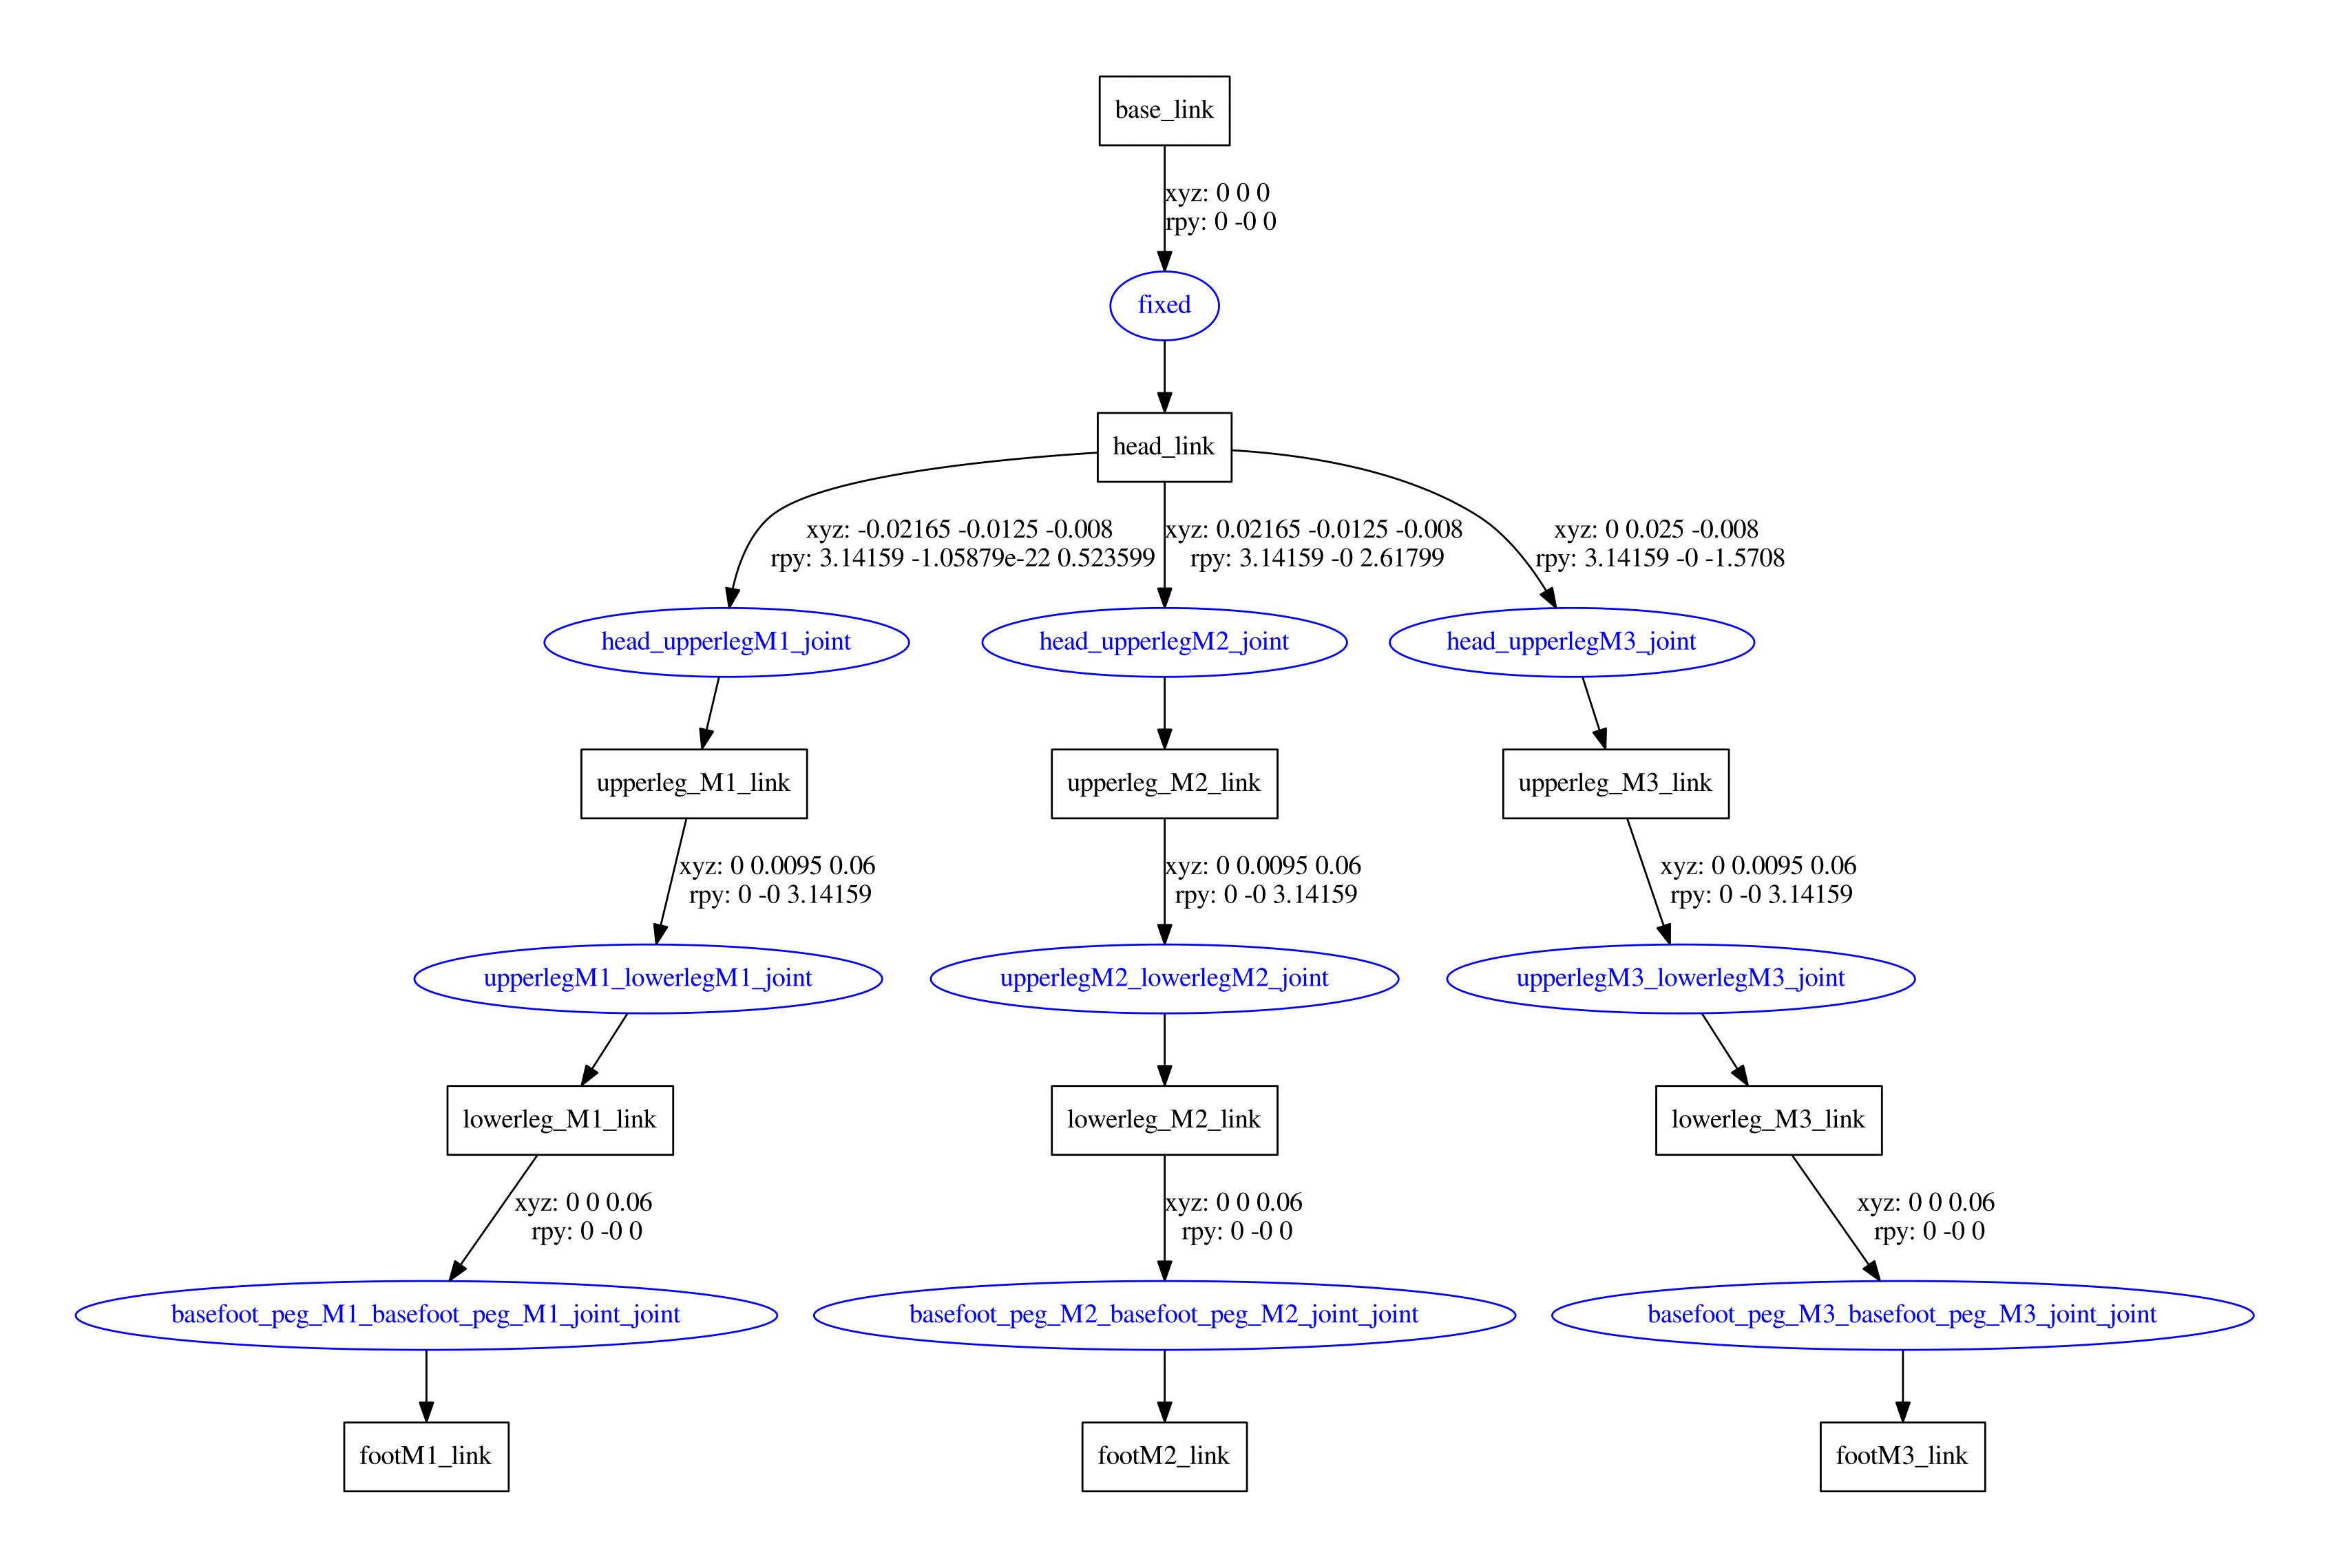 base_link
xyz: 0 0 0
rpy: 0 -0 0
fixed
head_link
xyz: -0.02165 -0.0125 -0.008
rpy: 3.14159 -1.05879e-22 0.523599
xyz: 0.02165 -0.0125 -0.008
rpy: 3.14159 -0 2.61799
xyz: 0 0.025 -0.008
rpy: 3.14159 -0 -1.5708
head_upperlegM1_joint
head_upperlegM2_joint
head_upperlegM3_joint
upperleg_M1_link
upperleg_M2_link
upperleg_M3_link
xyz: 0 0.0095 0.06
rpy: 0 -0 3.14159
xyz: 0 0.0095 0.06
rpy: 0 -0 3.14159
xyz: 0 0.0095 0.06
rpy: 0 -0 3.14159
upperlegM1_lowerlegM1_joint
upperlegM2_lowerlegM2_joint
upperlegM3_lowerlegM3_joint
lowerleg_M1_link
lowerleg_M2_link
lowerleg_M3_link
xyz: 0 0 0.06
rpy: 0 -0 0
xyz: 0 0 0.06
rpy: 0 -0 0
xyz: 0 0 0.06
rpy: 0 -0 0
basefoot_peg_M1_basefoot_peg_M1_joint_joint
basefoot_peg_M2_basefoot_peg_M2_joint_joint
basefoot_peg_M3_basefoot_peg_M3_joint_joint
footM1_link
footM2_link
footM3_link